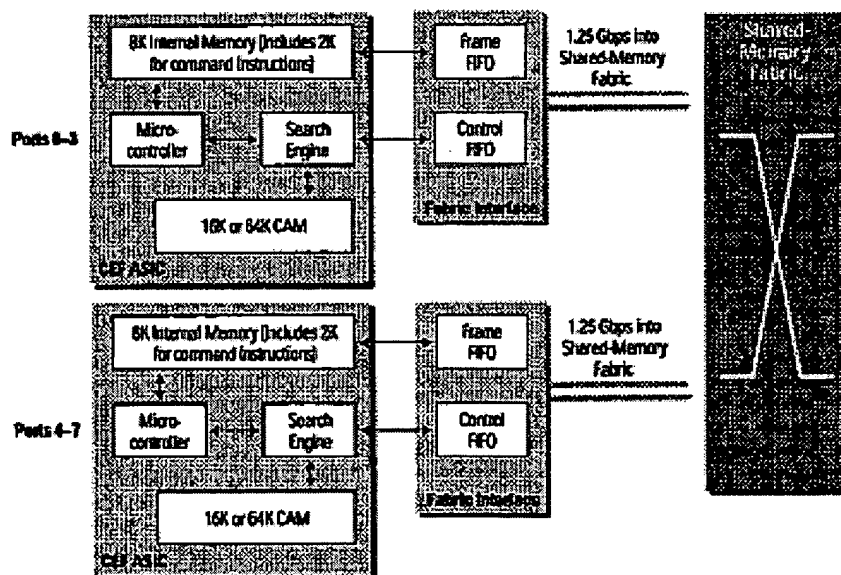 8K Internal Memory (Includes 2K
for command instructions)
Frame
FIFO
1.25 Gbps into
Shared-Memory
Fabric
Shared-
Memory
Fabric
Ports 0–3
Micro-
controller
Search
Engine
Control
FIFO
16K or 64K CAM
Fabric Interface
CEF ASIC
8K Internal Memory (Includes 2K
for command instructions)
Frame
FIFO
1.25 Gbps into
Shared-Memory
Fabric
Ports 4–7
Micro-
controller
Search
Engine
Control
FIFO
Fabric Interface
16K or 64K CAM
CEF ASIC